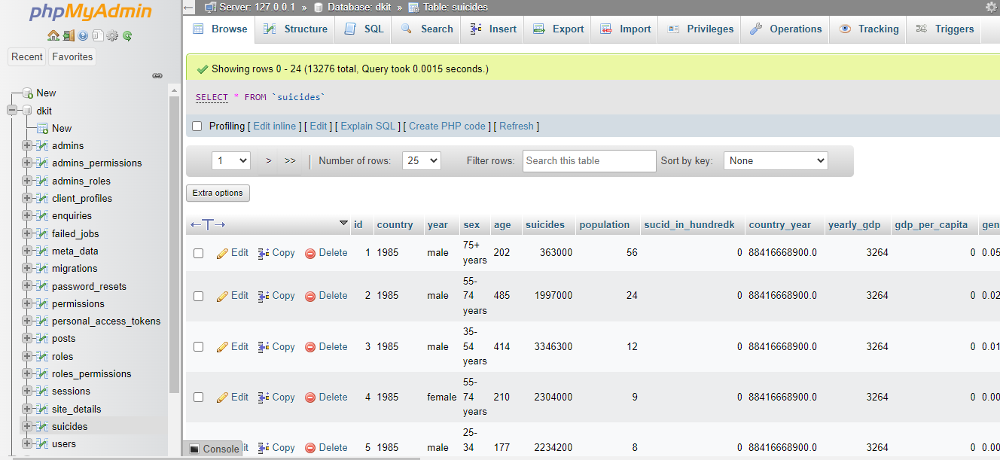 phpMyAdmin
Recent Favorites
New
dkit
New
admins
admins_permissions
admins_roles
client_profiles
enquiries
failed_jobs
meta_data
migrations
password_resets
permissions
personal_access_tokens
posts
roles
roles_permissions
sessions
site_details
suicides
users
Server: 127.0.0.1 » Database: dkit » Table: suicides
Browse Structure SQL Search Insert Export Import Privileges Operations Tracking Triggers
Showing rows 0 - 24 (13276 total, Query took 0.0015 seconds.)
SELECT * FROM `suicides`
Profiling [ Edit inline ] [ Edit ] [ Explain SQL ] [ Create PHP code ] [ Refresh ]
1 > >> | Number of rows: 25 Filter rows: Search this table Sort by key: None
Extra options
id country year sex age suicides population sucid_in_hundredk country_year yearly_gdp gdp_per_capita gen
Edit Copy Delete 1 1985 male 75+ years 202 363000 56 0 88416668900.0 3264 0 0.05
Edit Copy Delete 2 1985 male 55-74 years 485 1997000 24 0 88416668900.0 3264 0 0.02
Edit Copy Delete 3 1985 male 35-54 years 414 3346300 12 0 88416668900.0 3264 0 0.01
Edit Copy Delete 4 1985 female 55-74 years 210 2304000 9 0 88416668900.0 3264 0 0.00
Console it Copy Delete 5 1985 male 25-34 177 2234200 8 0 88416668900.0 3264 0 0.00